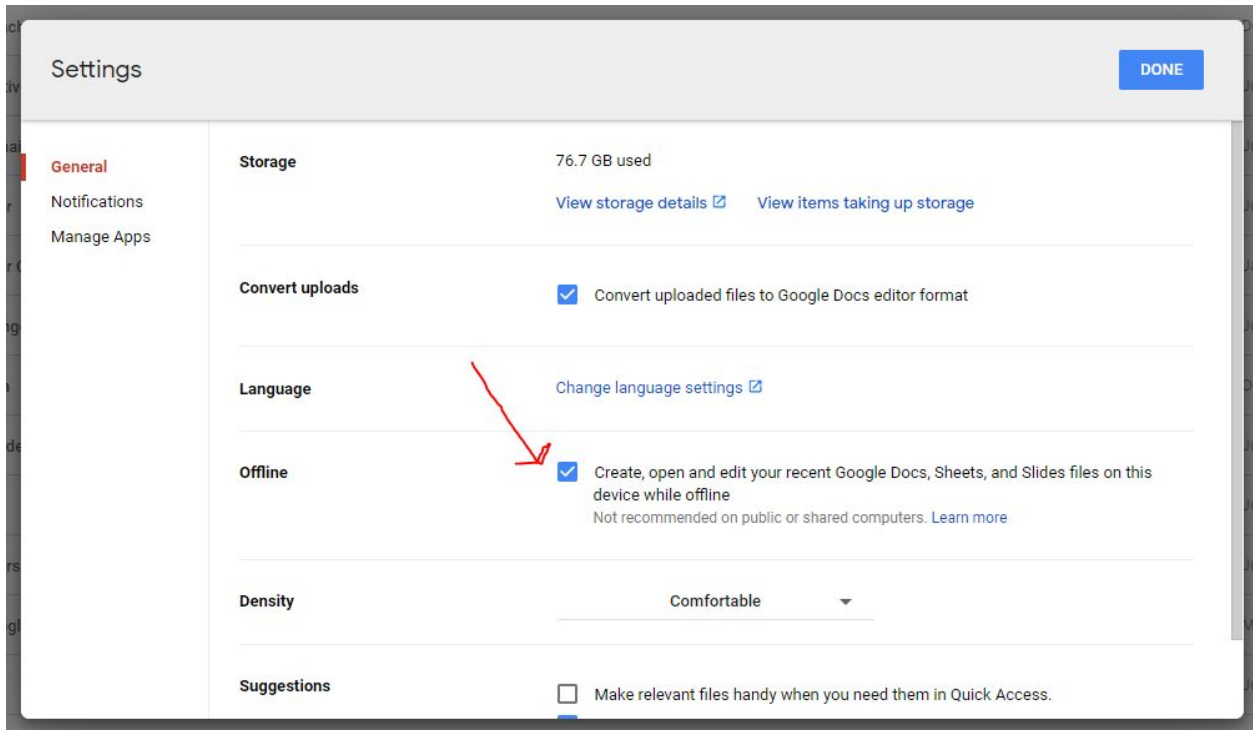 Settings
DONE
General
Notifications
Manage Apps
Storage
76.7 GB used
View storage details
View items taking up storage
Convert uploads
Convert uploaded files to Google Docs editor format
Language
Change language settings
Offline
Create, open and edit your recent Google Docs, Sheets, and Slides files on this
device while offline
Not recommended on public or shared computers. Learn more
Density
Comfortable
Suggestions
Make relevant files handy when you need them in Quick Access.